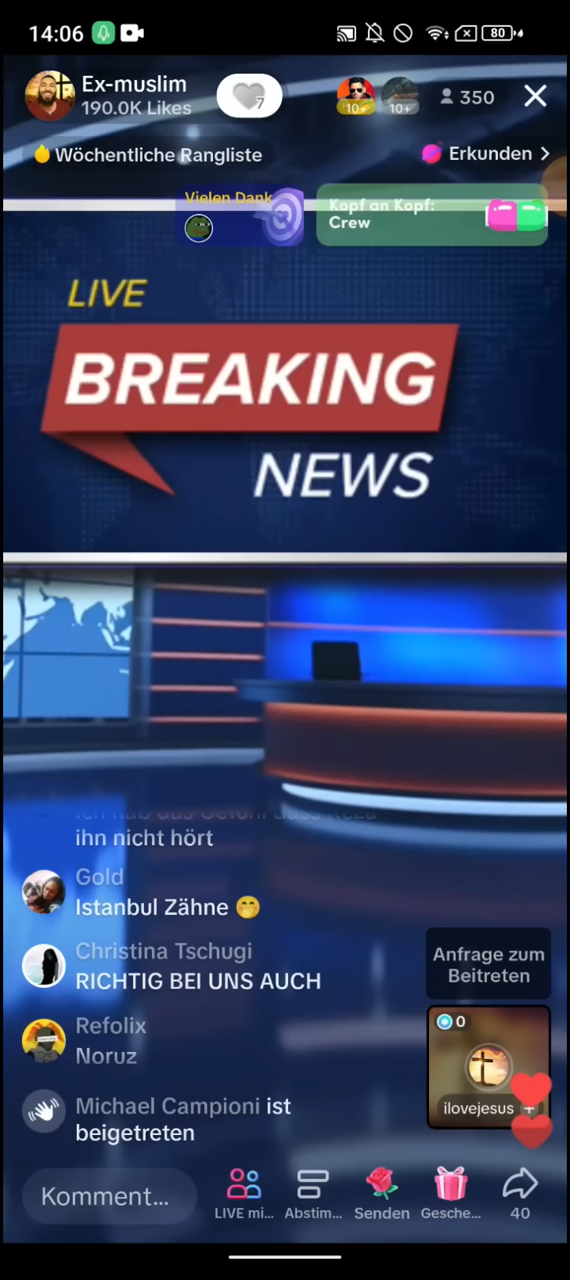 14:06
80
Ex-muslim
190.0K Likes
7
10+
10+
350
Wöchentliche Rangliste
Erkunden
Vielen Dank
Kopf an Kopf:
Crew
LIVE
BREAKING
NEWS
ihn nicht hört
Gold
Istanbul Zähne 🤭
Christina Tschugi
RICHTIG BEI UNS AUCH
Anfrage zum
Beitreten
Refolix
Noruz
0
ilovejesus +
Michael Campioni ist
beigetreten
Komment...
LIVE mi...
Abstim...
Senden
Gesche...
40